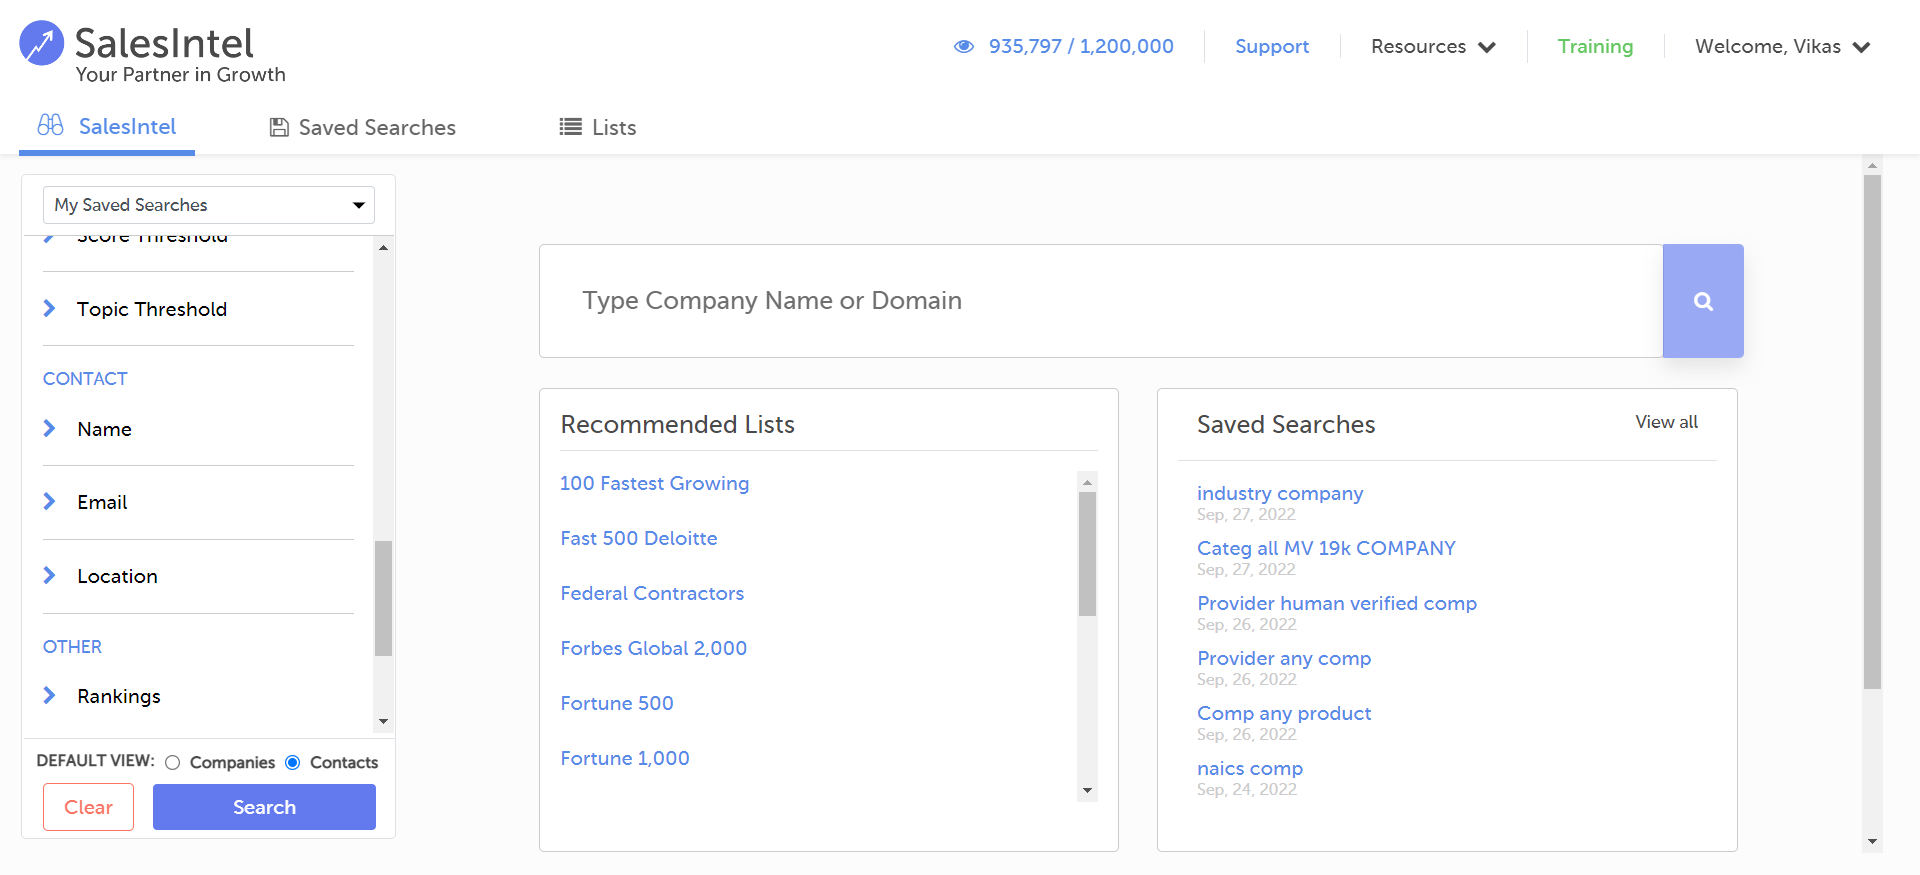 SalesIntel
Your Partner in Growth
935,797 / 1,200,000
Support
Resources
Training
Welcome, Vikas
SalesIntel
Saved Searches
Lists
My Saved Searches
Score Threshold
Topic Threshold
CONTACT
Name
Email
Location
OTHER
Rankings
DEFAULT VIEW: Companies Contacts
Clear
Search
Type Company Name or Domain
Recommended Lists
100 Fastest Growing
Fast 500 Deloitte
Federal Contractors
Forbes Global 2,000
Fortune 500
Fortune 1,000
Saved Searches
View all
industry company
Sep, 27, 2022
Categ all MV 19k COMPANY
Sep, 27, 2022
Provider human verified comp
Sep, 26, 2022
Provider any comp
Sep, 26, 2022
Comp any product
Sep, 26, 2022
naics comp
Sep, 24, 2022